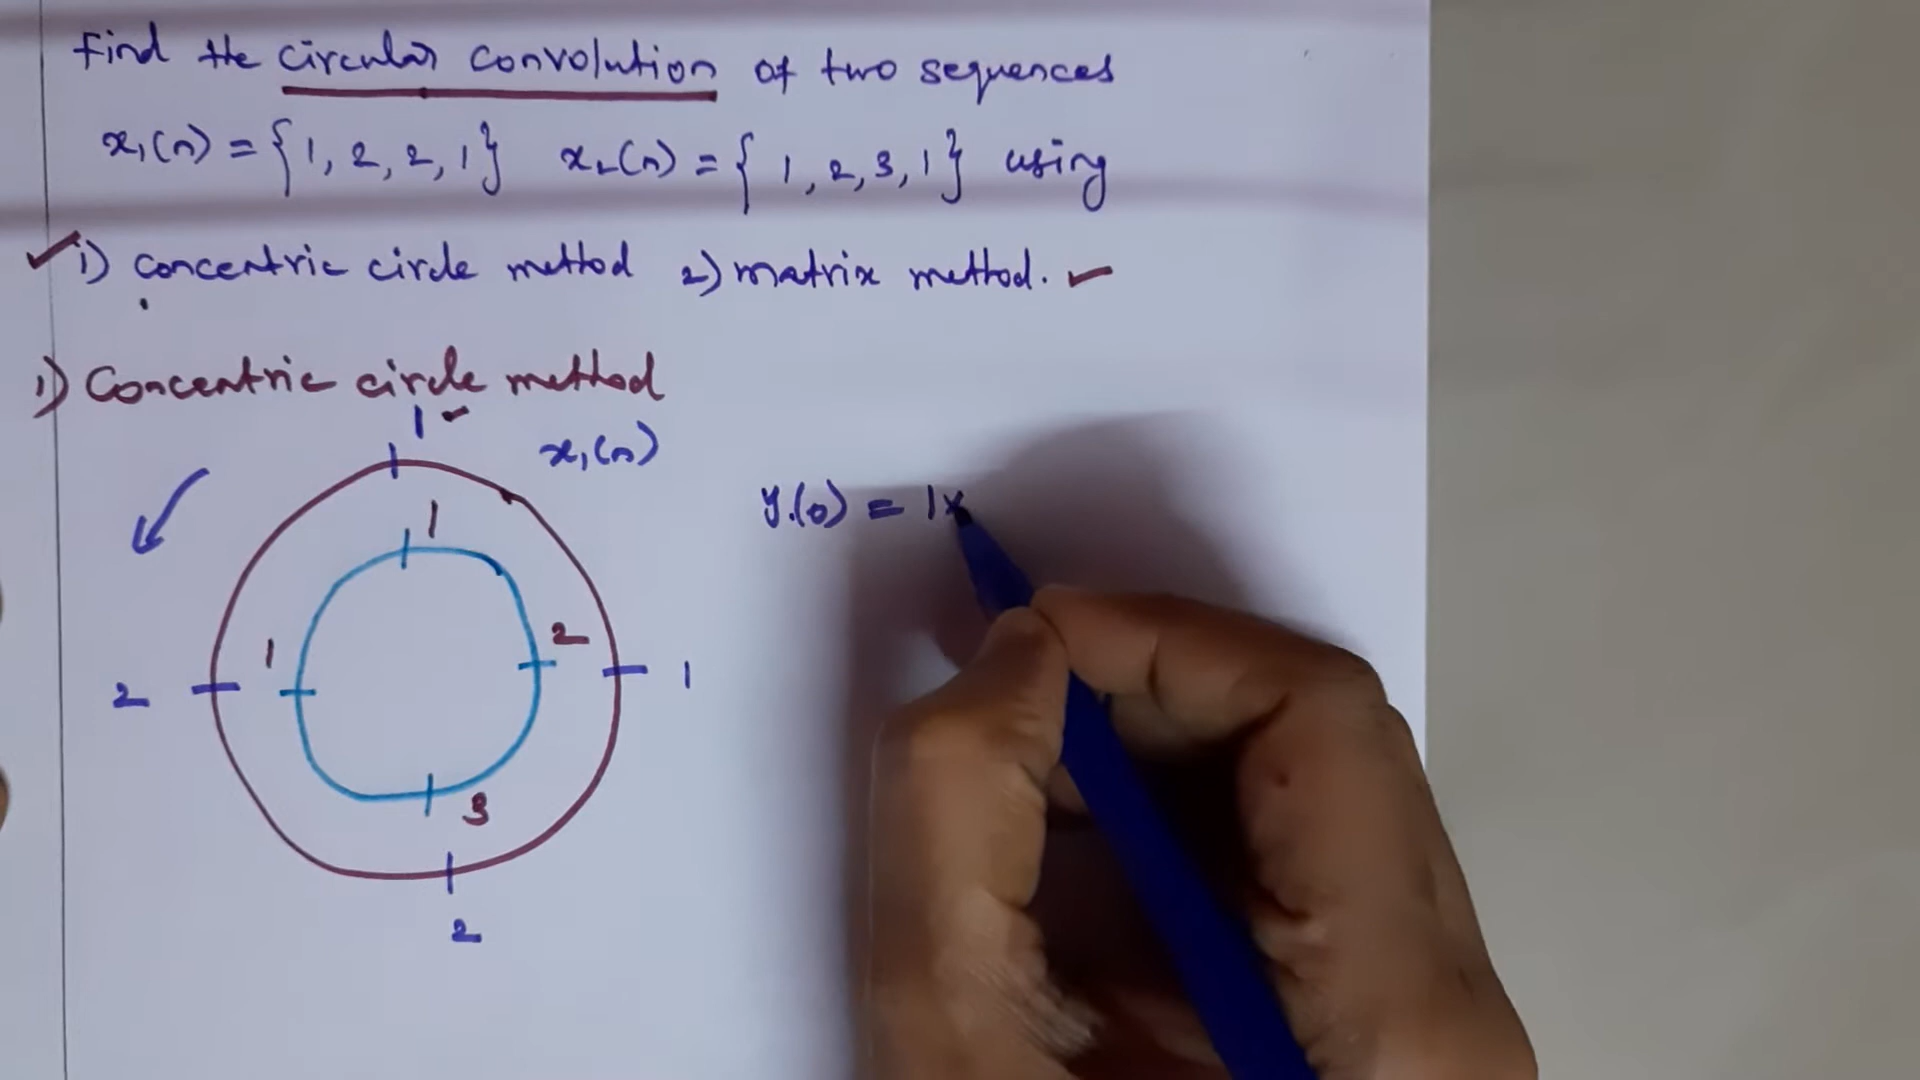 Find the circular convolution of two sequences
x₁(n) = {1, 2, 2, 1} x₂(n) = {1, 2, 3, 1} using
i) concentric circle method 2) matrix method.
1) Concentric circle method
1
x₁(n)
1
y(0) = 1x
1 2
2 1
3
2